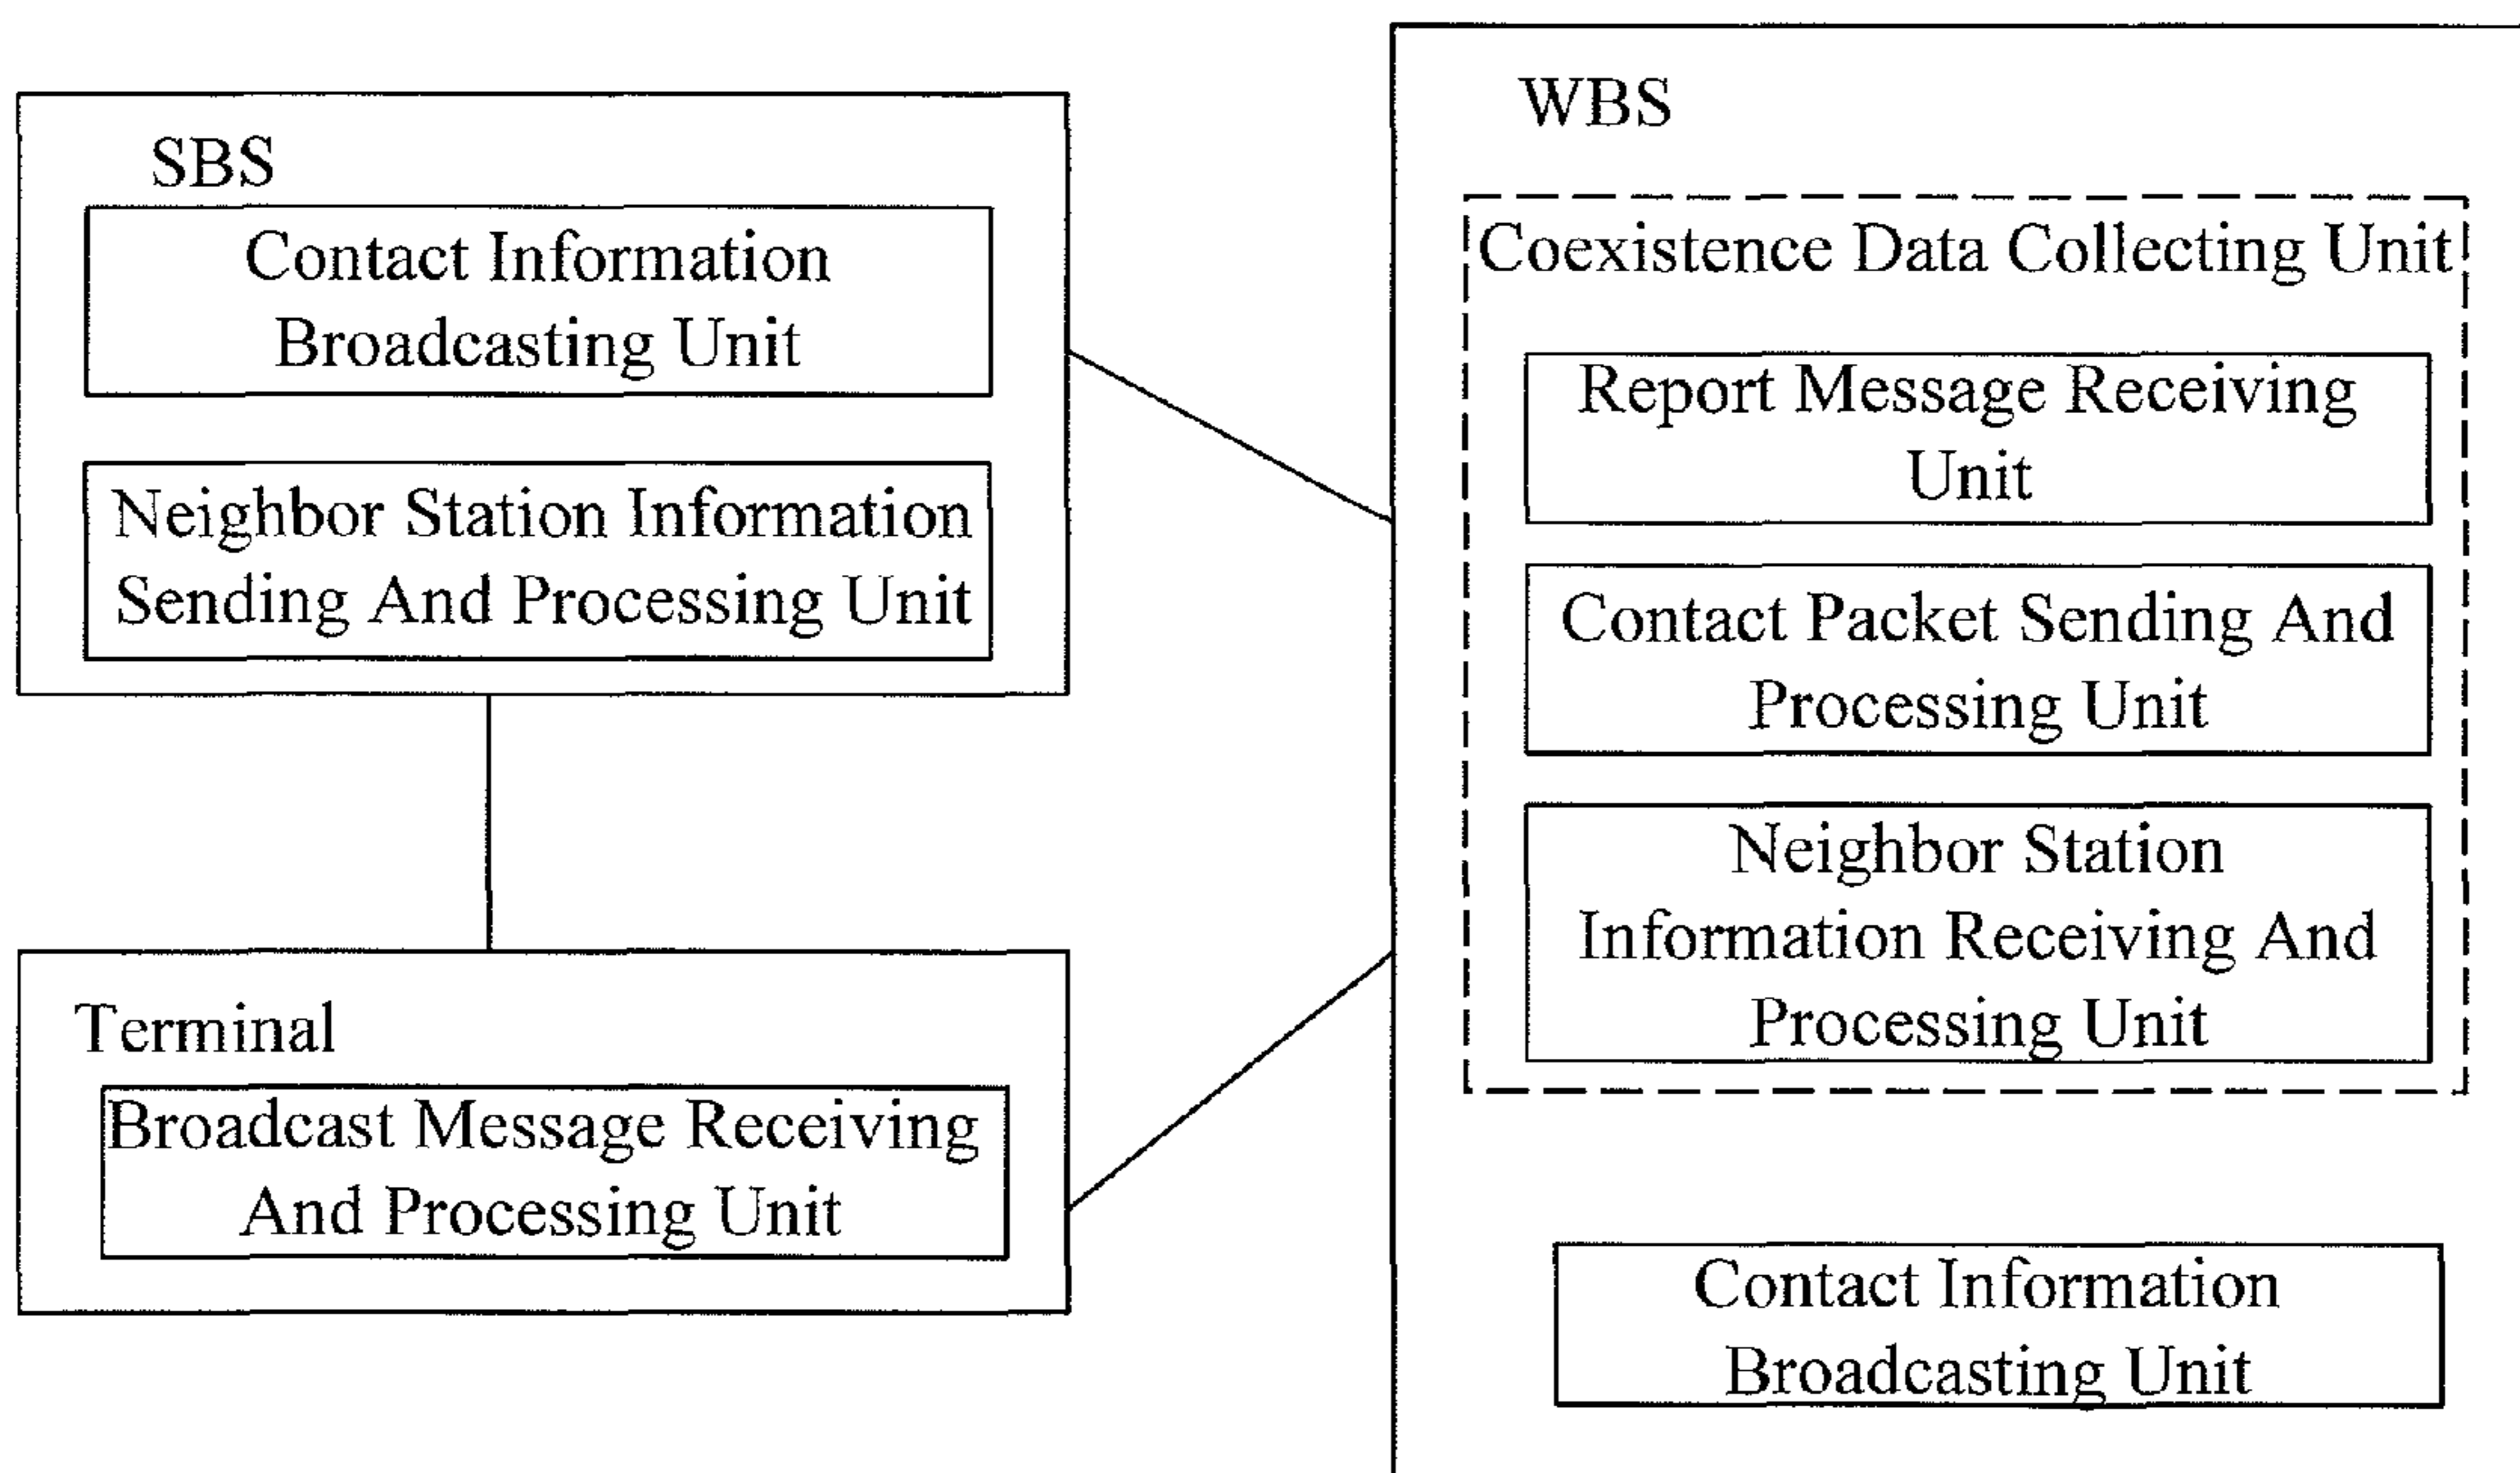 SBS
Contact Information
Broadcasting Unit
Neighbor Station Information
Sending And Processing Unit
Terminal
Broadcast Message Receiving
And Processing Unit
WBS
Coexistence Data Collecting Unit
Report Message Receiving
Unit
Contact Packet Sending And
Processing Unit
Neighbor Station
Information Receiving And
Processing Unit
Contact Information
Broadcasting Unit